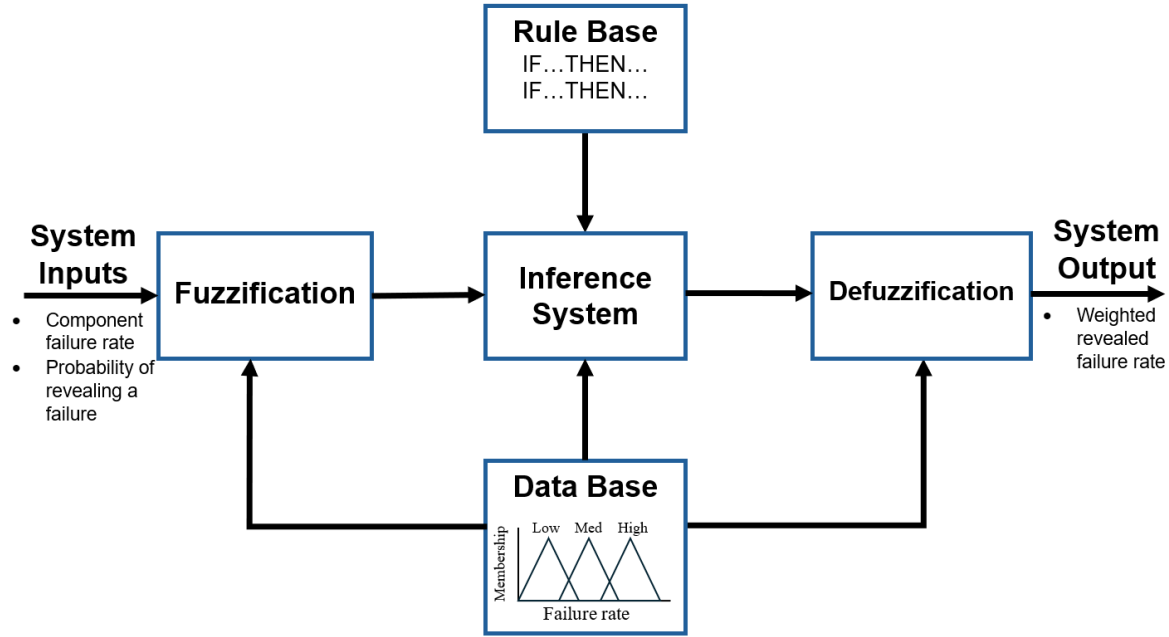 Rule Base
IF…THEN…
IF…THEN…
System
Inputs
• Component
failure rate
• Probability of
revealing a
failure
Fuzzification
Inference
System
Defuzzification
System
Output
• Weighted
revealed
failure rate
Data Base
Low Med High
Membership
Failure rate